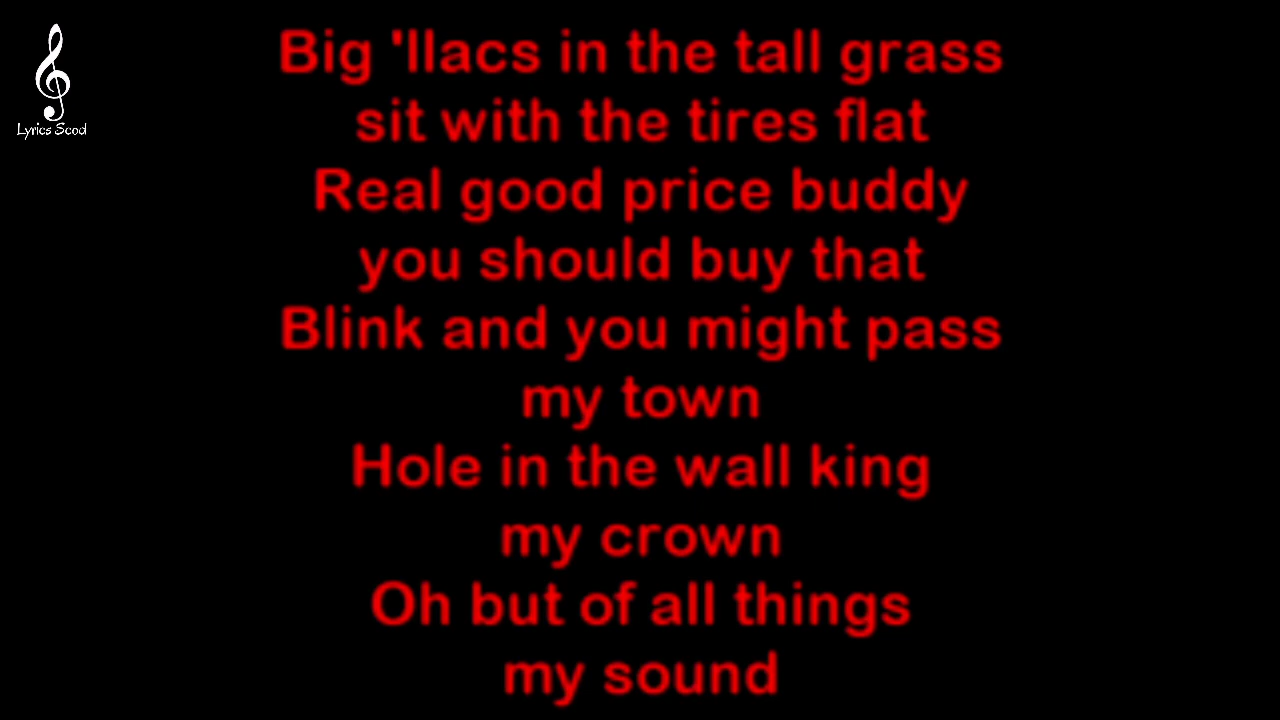 Lyrics Scod
Big 'llacs in the tall grass
sit with the tires flat
Real good price buddy
you should buy that
Blink and you might pass
my town
Hole in the wall king
my crown
Oh but of all things
my sound